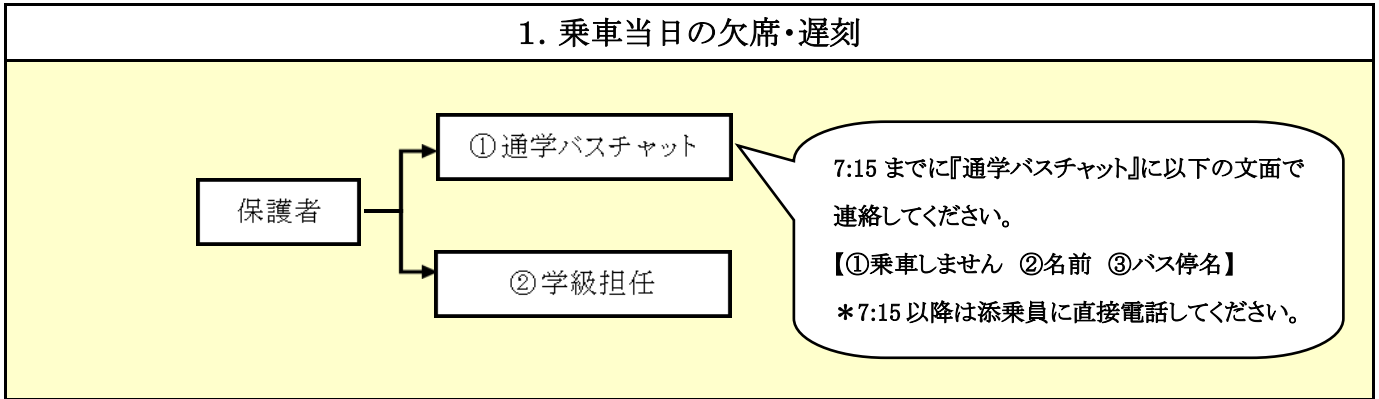 1. 乗車当日の欠席・遅刻
保護者
①通学バスチャット
②学級担任
7:15 までに『通学バスチャット』に以下の文面で
連絡してください。
【①乗車しません ②名前 ③バス停名】
＊7:15 以降は添乗員に直接電話してください。